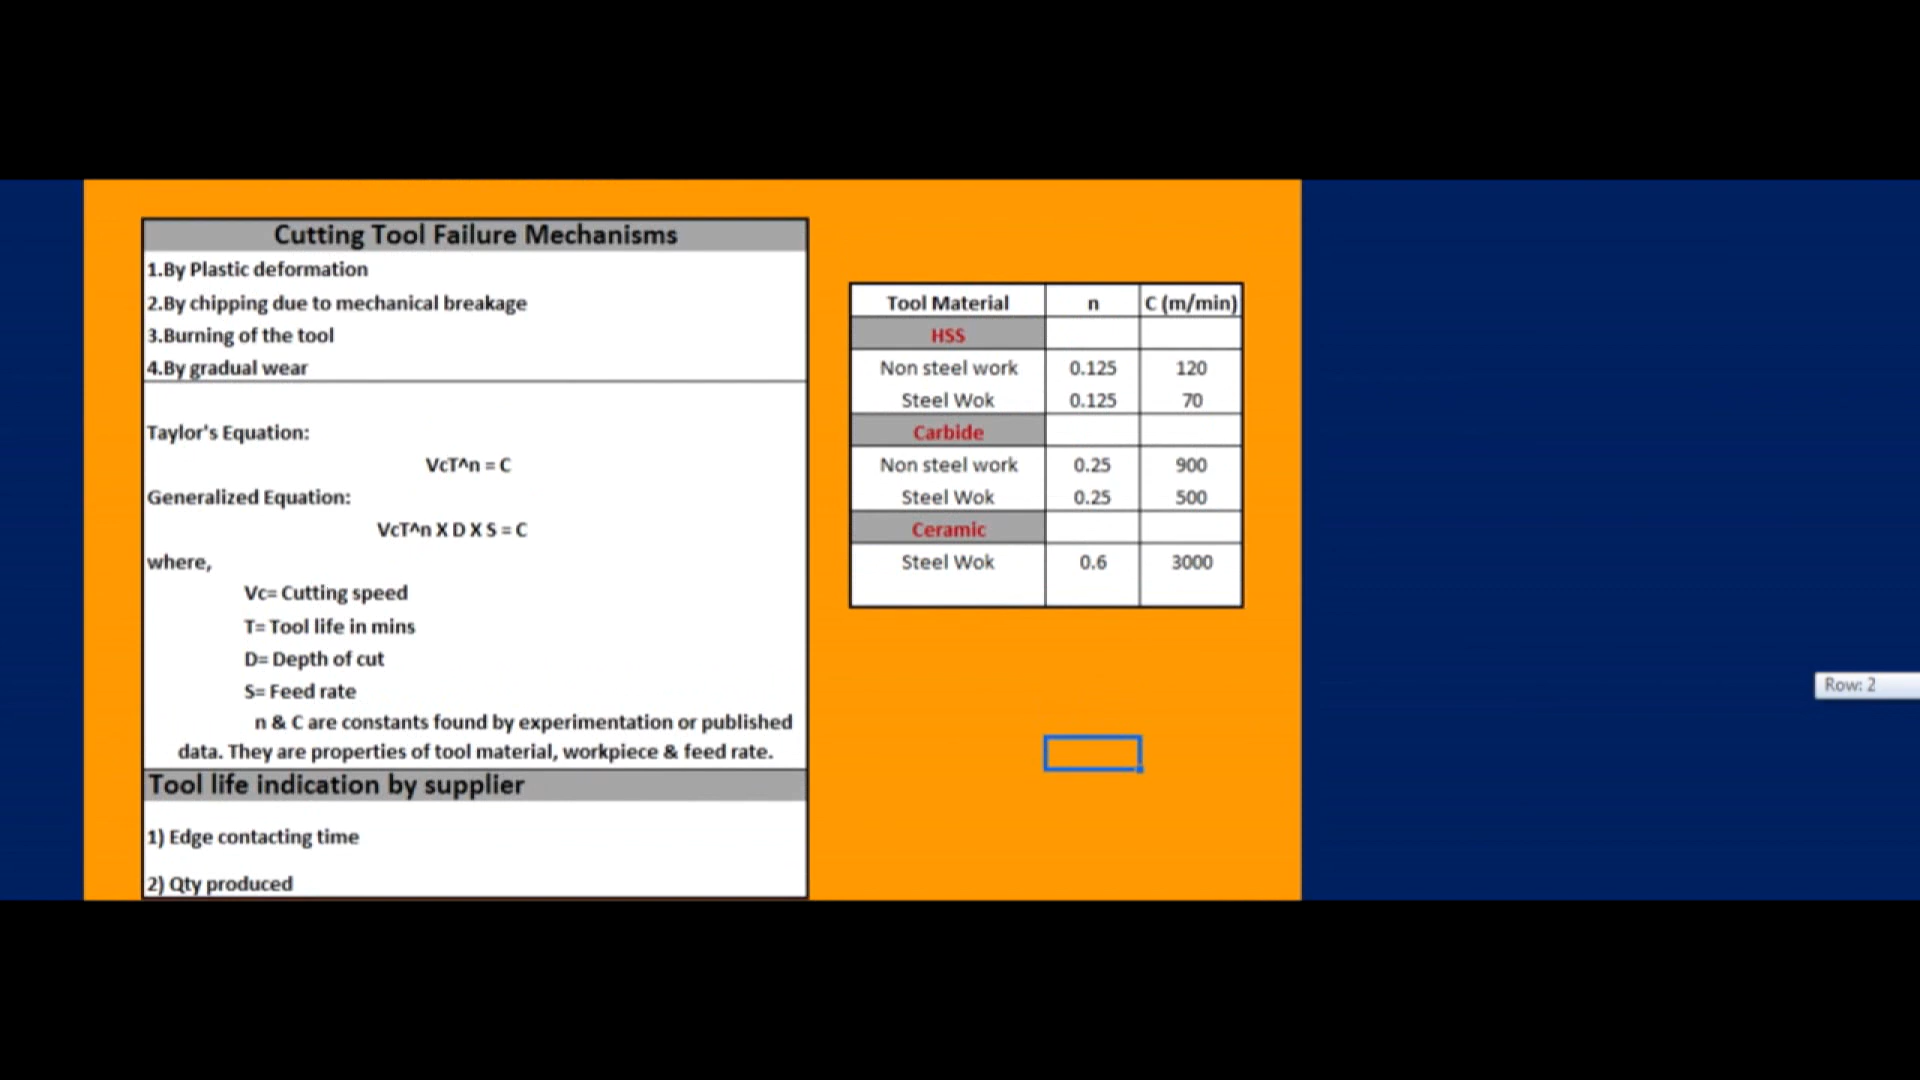 Cutting Tool Failure Mechanisms
1.By Plastic deformation
2.By chipping due to mechanical breakage
3.Burning of the tool
4.By gradual wear
Taylor's Equation:
VcT^n = C
Generalized Equation:
VcT^n X D X S = C
where,
Vc= Cutting speed
T= Tool life in mins
D= Depth of cut
S= Feed rate
n & C are constants found by experimentation or published
data. They are properties of tool material, workpiece & feed rate.
Tool life indication by supplier
1) Edge contacting time
2) Qty produced
Tool Material n C (m/min)
HSS
Non steel work 0.125 120
Steel Wok 0.125 70
Carbide
Non steel work 0.25 900
Steel Wok 0.25 500
Ceramic
Steel Wok 0.6 3000
Row: 2